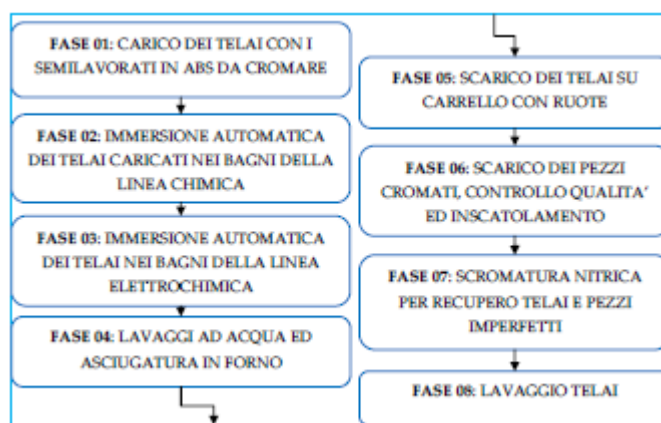 FASE 01: CARICO DEI TELAI CON I
SEMILAVORATI IN ABS DA CROMARE
FASE 02: IMMERSIONE AUTOMATICA
DEI TELAI CARICATI NEI BAGNI DELLA
LINEA CHIMICA
FASE 03: IMMERSIONE AUTOMATICA
DEI TELAI NEI BAGNI DELLA LINEA
ELETTROCHIMICA
FASE 04: LAVAGGI AD ACQUA ED
ASCIUGATURA IN FORNO
FASE 05: SCARICO DEI TELAI SU
CARRELLO CON RUOTE
FASE 06: SCARICO DEI PEZZI
CROMATI, CONTROLLO QUALITA'
ED INSCATOLAMENTO
FASE 07: SCROMATURA NITRICA
PER RECUPERO TELAI E PEZZI
IMPERFETTI
FASE 08: LAVAGGIO TELAI